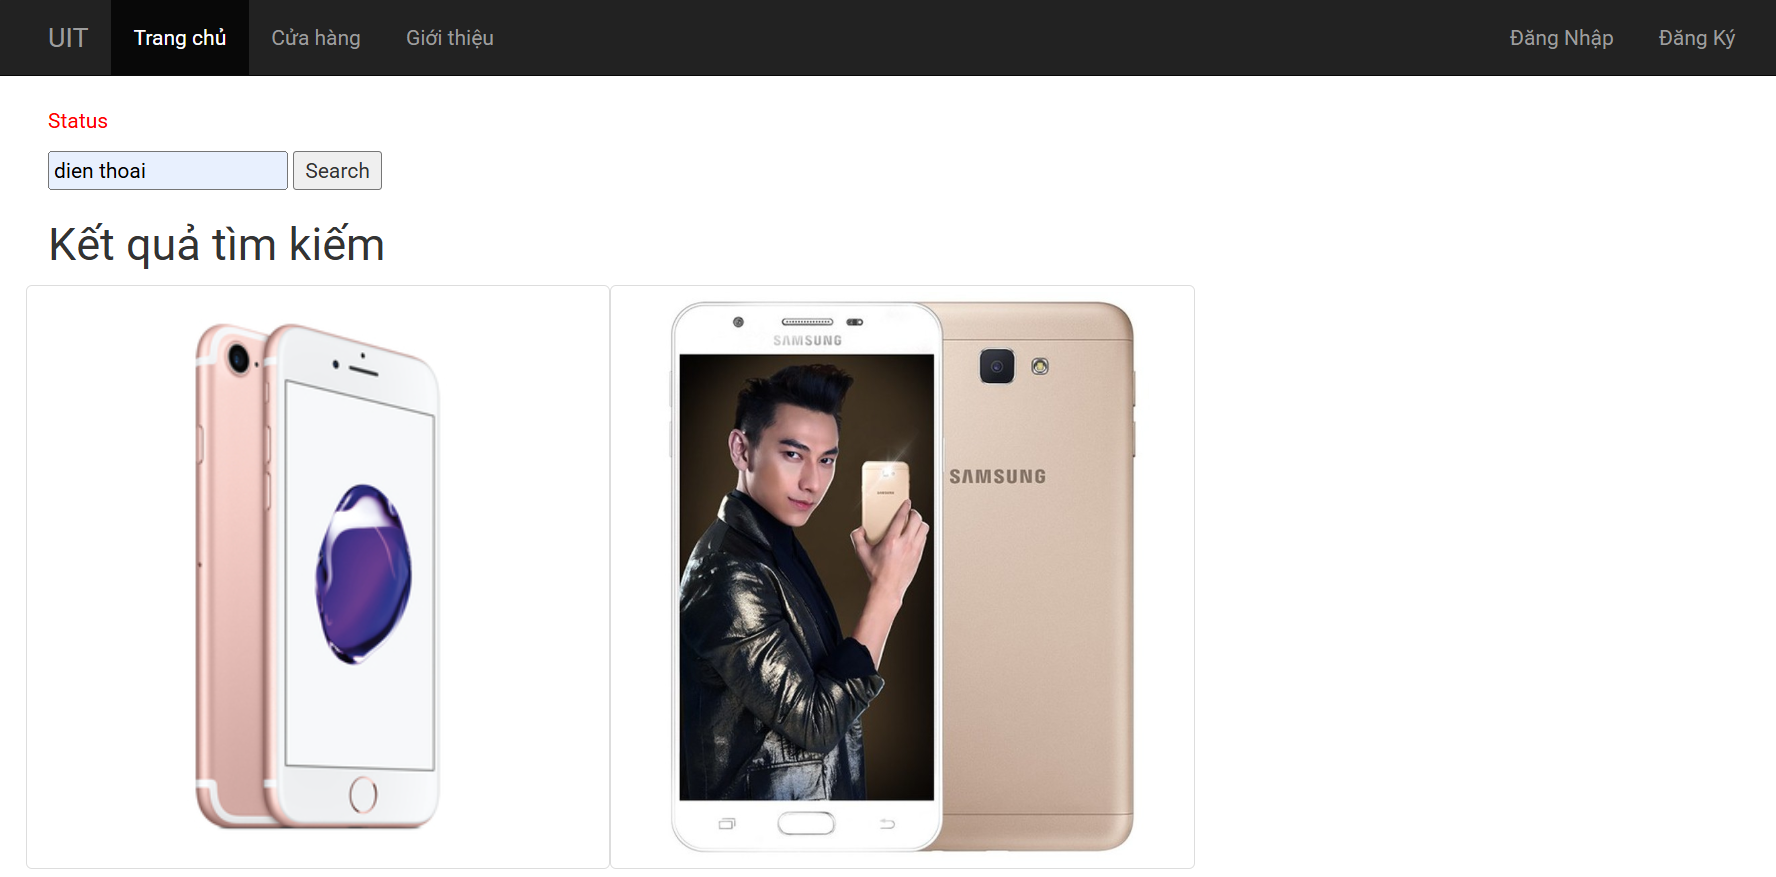 UIT Trang chủ Cửa hàng Giới thiệu Đăng Nhập Đăng Ký
Status
dien thoai Search
Kết quả tìm kiếm
SAMSUNG
SAMSUNG